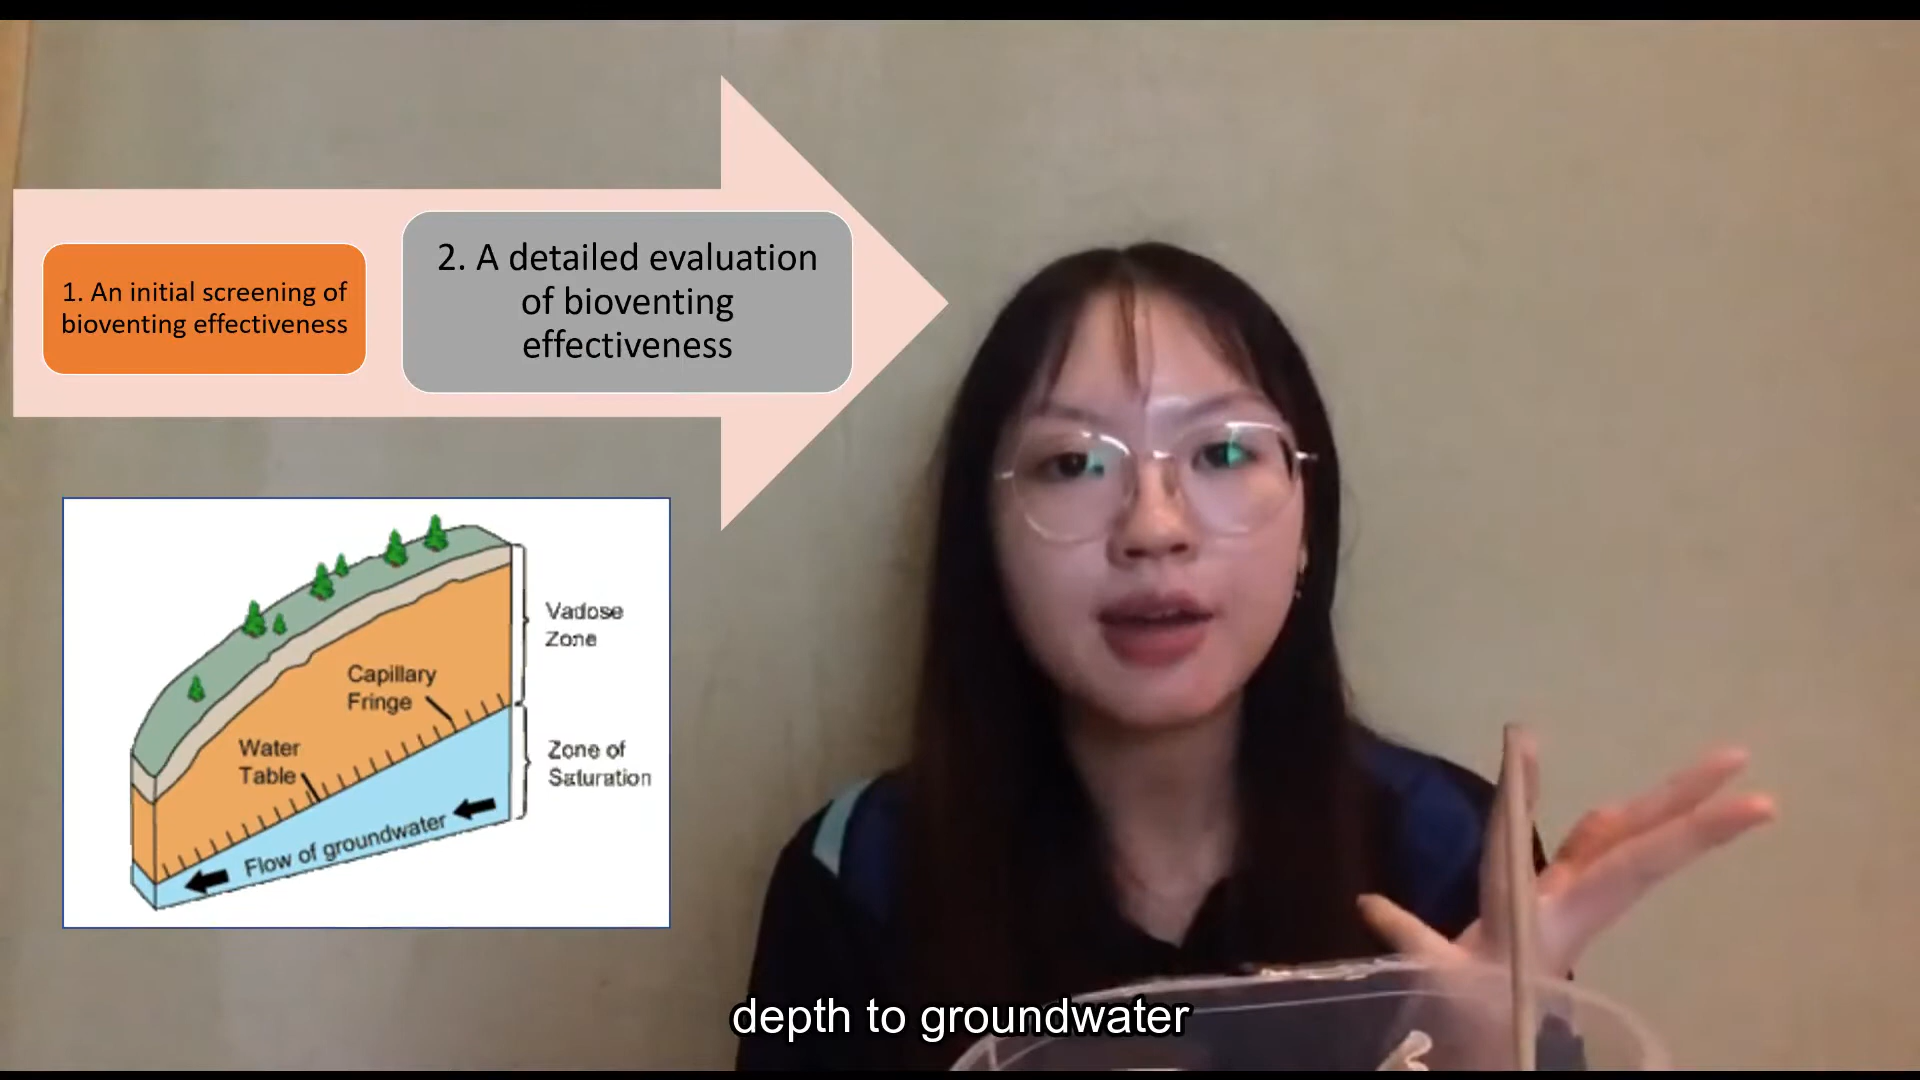 1. An initial screening of
bioventing effectiveness
2. A detailed evaluation
of bioventing
effectiveness
Vadose
Zone
Capillary
Fringe
Water
Table
Zone of
Saturation
Flow of groundwater
depth to groundwater